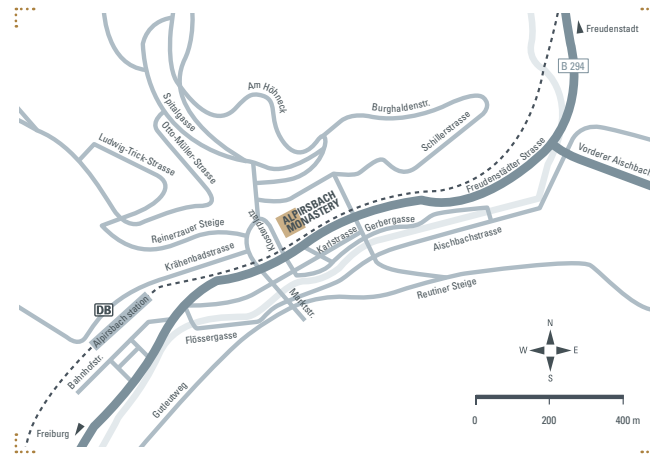 Freudenstadt
B 294
Am Höhneck
Burghaldenstr.
Spitalgasse
Schillerstrasse
Otto-Müller-Strasse
Ludwig-Trick-Strasse
Vorderer Aischbach
Freudenstädter Strasse
ALPIRSBACH
MONASTERY
Klosterplatz
Reinerzauer Steige
Krähenbadstrasse
Karlstrasse
Gerbergasse
Aischbachstrasse
Reutiner Steige
Marktstr.
DB
Alpirsbach station
Flössergasse
Bahnhofstr.
Gutleutweg
Freiburg
N
W
E
S
0
200
400 m